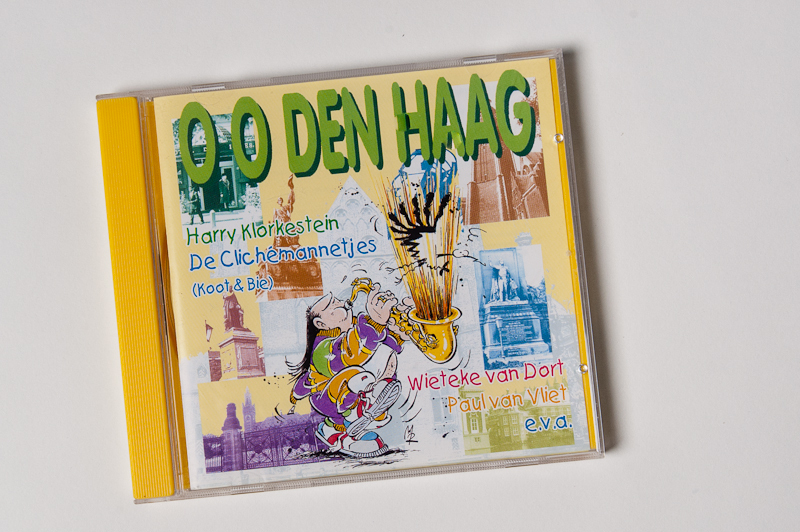 O O DEN HAAG
Harry Klorkestein
De Clichémannetjes
(Koot & Bie)
Wieteke van Dort
Paul van Vliet
e.v.a.